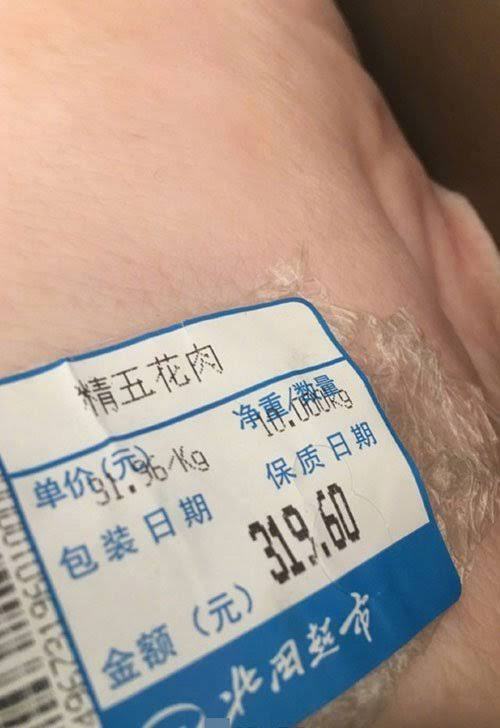 精五花肉
净重/数量
10.000kg
单价(元)
31.96/Kg
保质日期
包装日期
319.60
金额（元）
北国超市